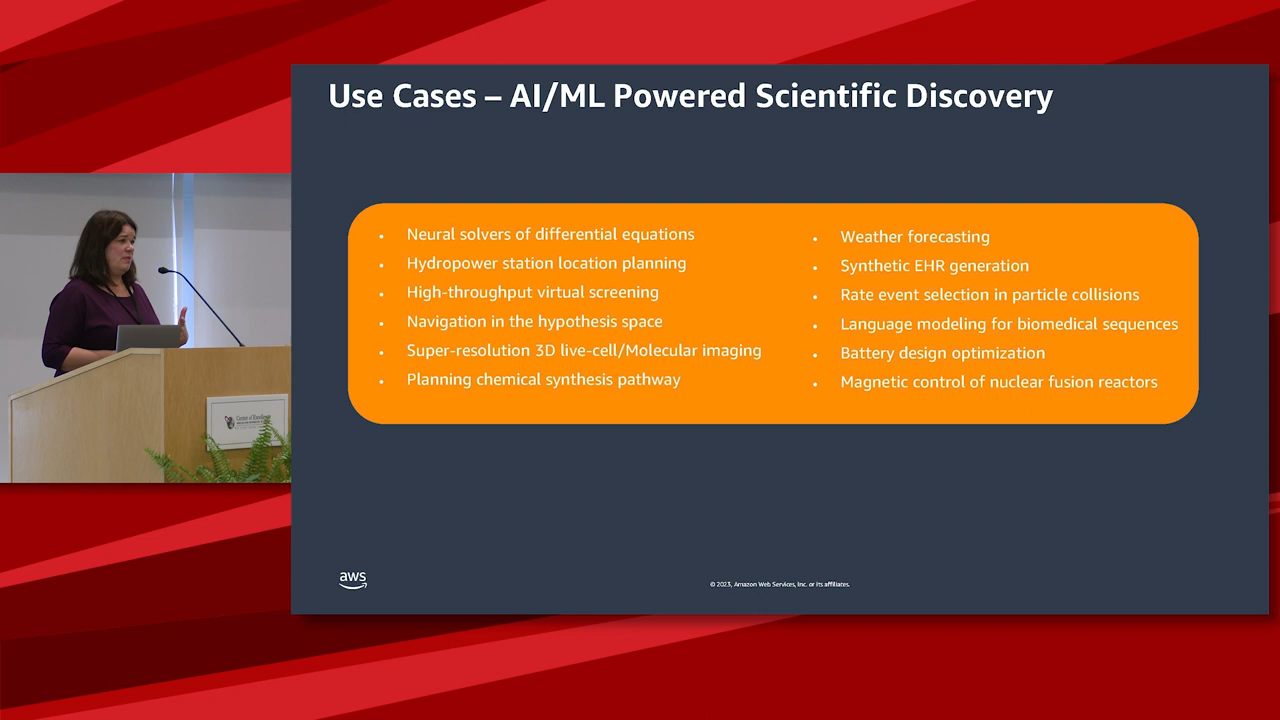 Use Cases – AI/ML Powered Scientific Discovery
• Neural solvers of differential equations
• Hydropower station location planning
• High-throughput virtual screening
• Navigation in the hypothesis space
• Super-resolution 3D live-cell/Molecular imaging
• Planning chemical synthesis pathway
• Weather forecasting
• Synthetic EHR generation
• Rate event selection in particle collisions
• Language modeling for biomedical sequences
• Battery design optimization
• Magnetic control of nuclear fusion reactors
aws
© 2023, Amazon Web Services, Inc. or its affiliates.
Center of Excellence